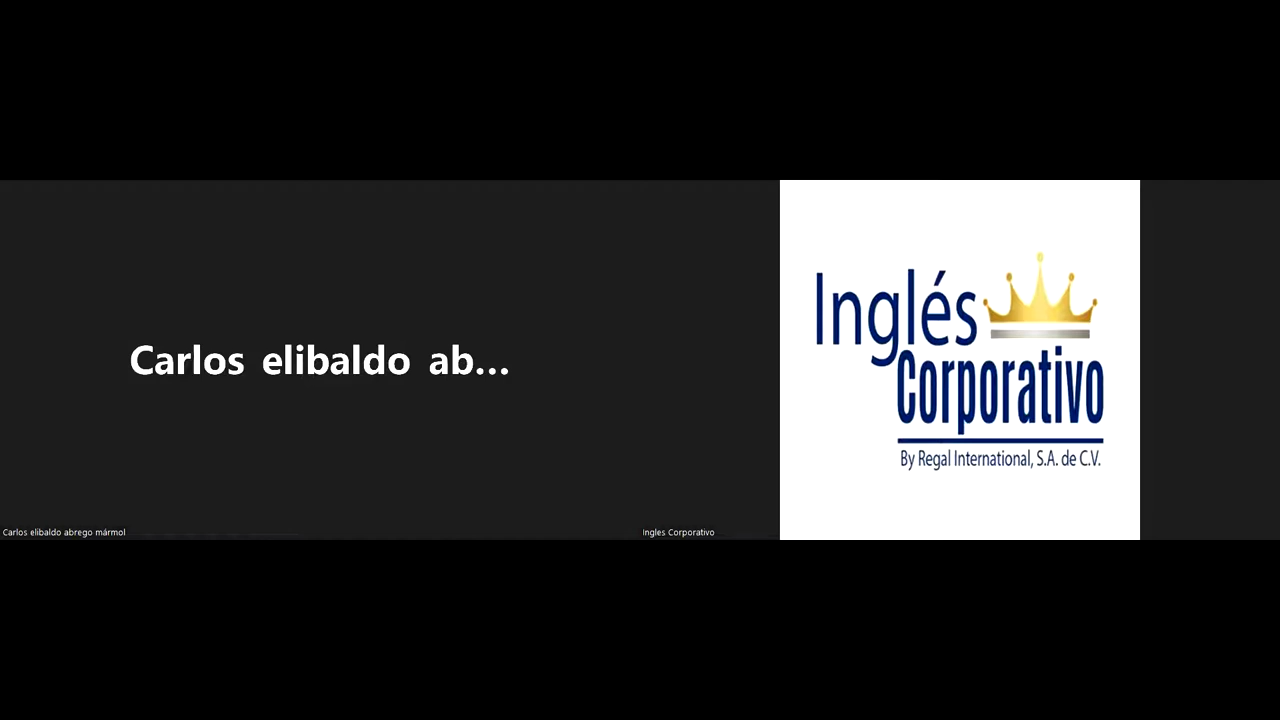 Carlos elibaldo ab...
Inglés
Corporativo
By Regal International, S.A. de C.V.
Carlos elibaldo abrego mármol
Ingles Corporativo